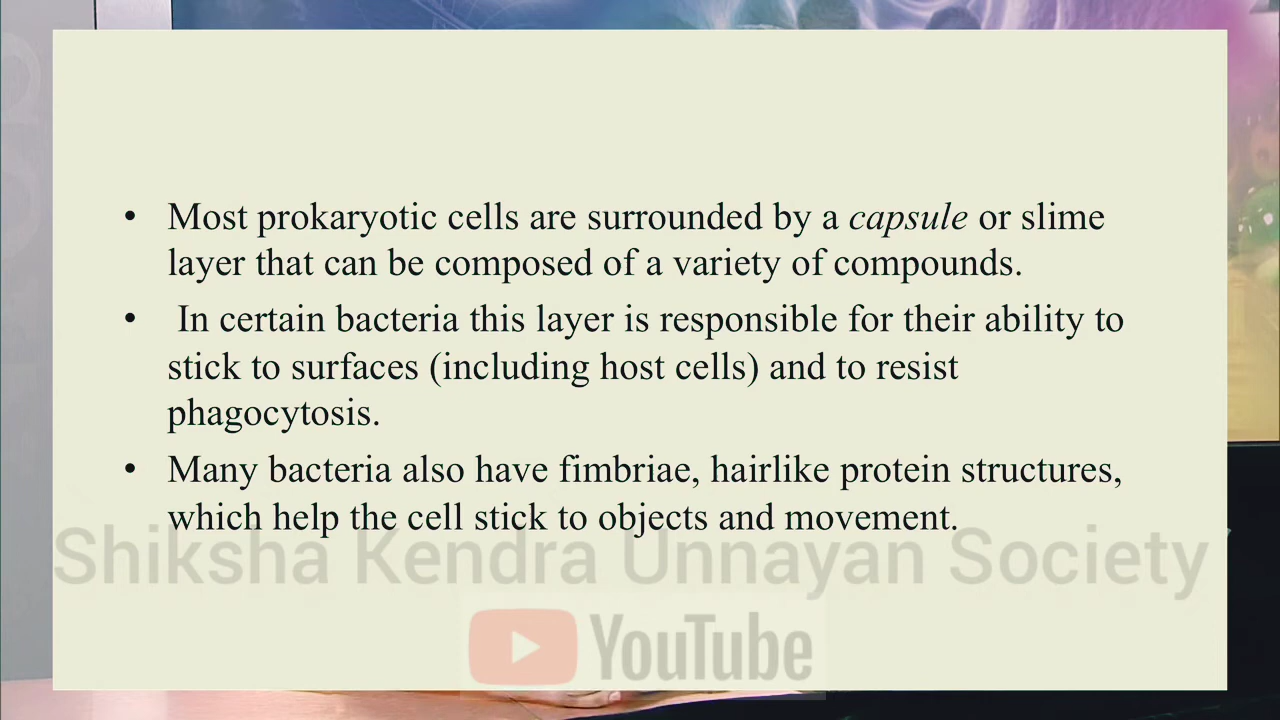 • Most prokaryotic cells are surrounded by a capsule or slime
layer that can be composed of a variety of compounds.
• In certain bacteria this layer is responsible for their ability to
stick to surfaces (including host cells) and to resist
phagocytosis.
• Many bacteria also have fimbriae, hairlike protein structures,
which help the cell stick to objects and movement.
Shiksha Kendra Unnayan Society
YouTube